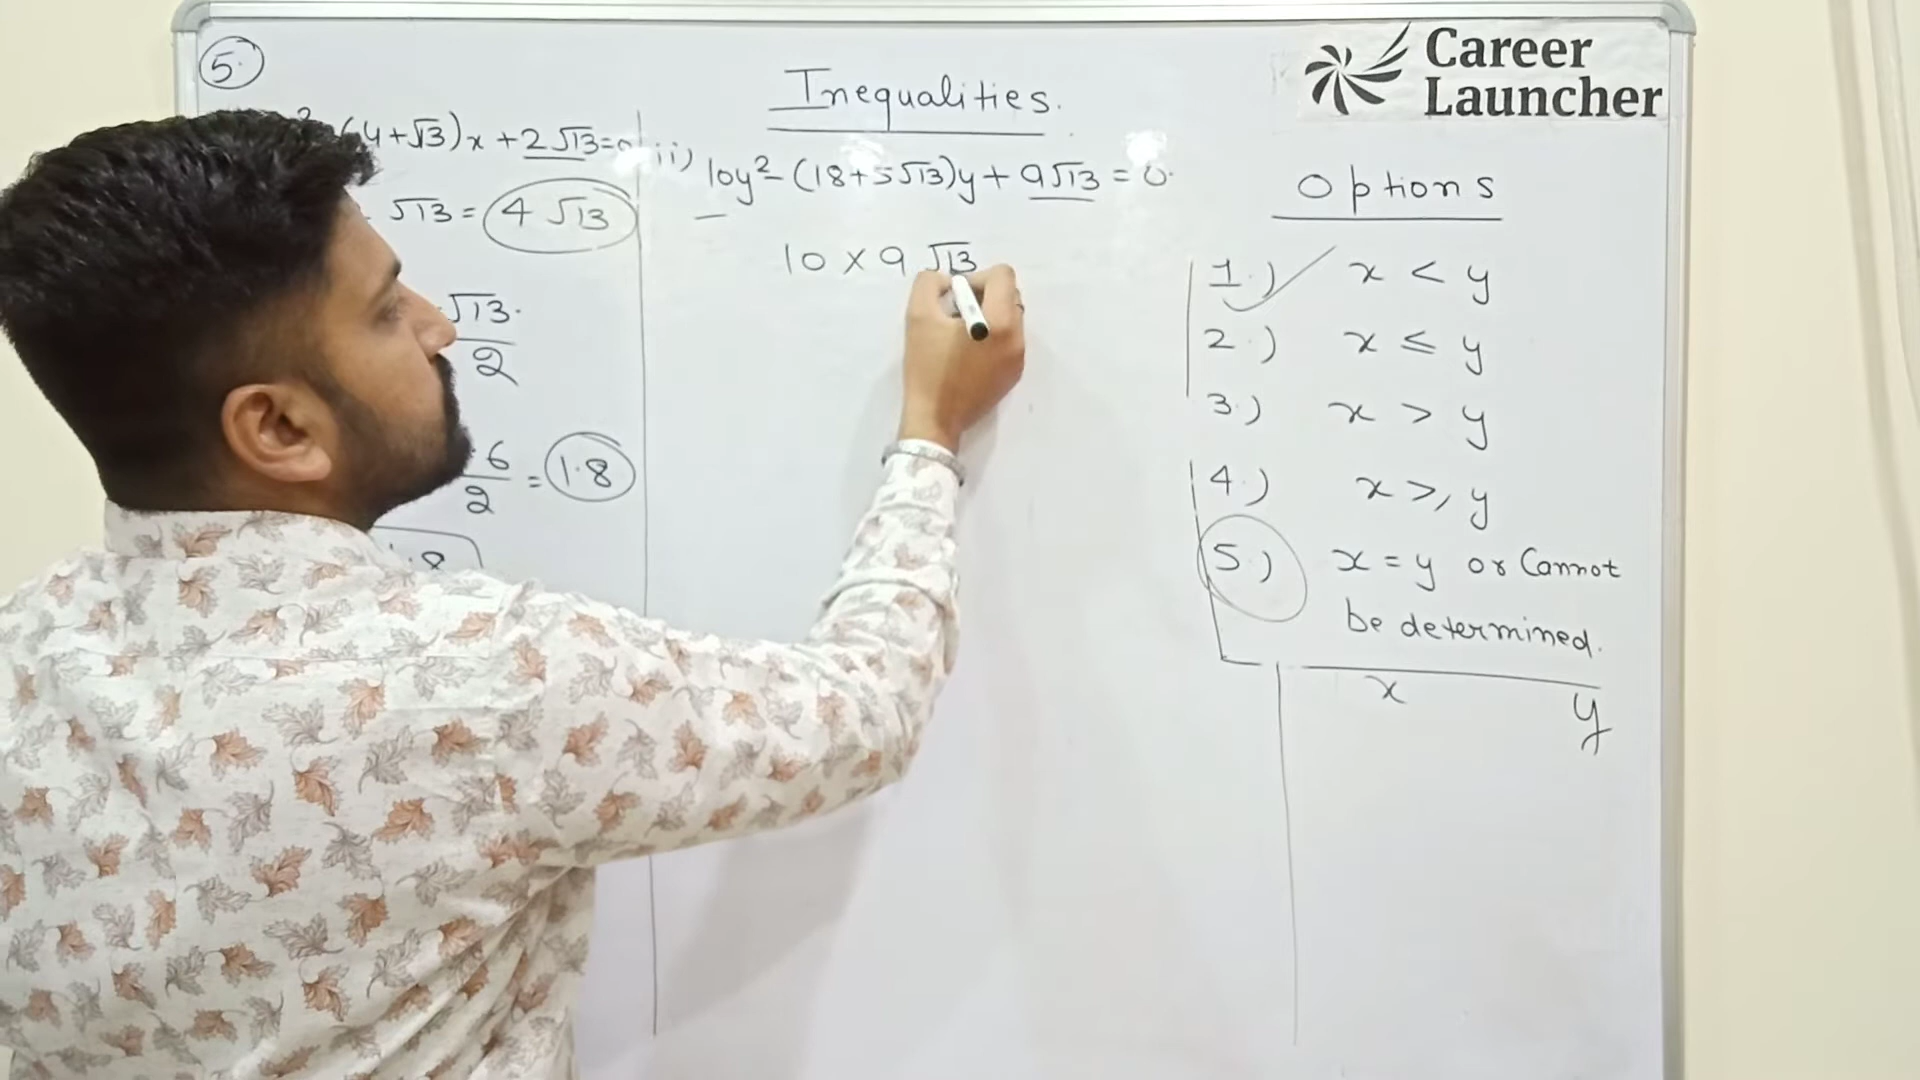 5.
Inequalities.
Career
Launcher
(4+√3)x + 2√13=0
ii) 10y² - (18+5√13)y + 9√13 = 0.
√13 = 4√13
10 x 9√13
√13.
2
.6
2
= 1.8
.8
Options
1.) x < y
2.) x ≤ y
3.) x > y
4.) x >, y
5.) x = y or Cannot
be determined.
x y